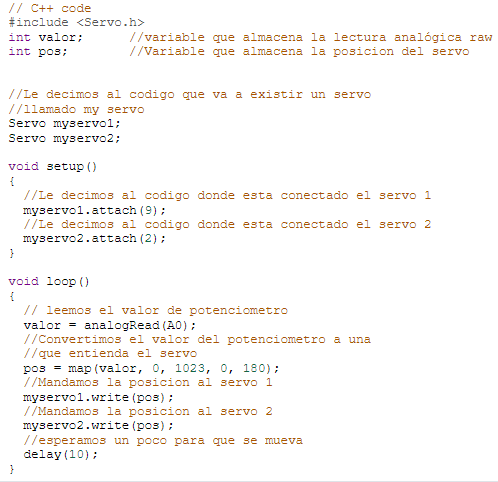 // C++ code
#include <Servo.h>
int valor;      //variable que almacena la lectura analógica raw
int pos;        //Variable que almacena la posicion del servo
//Le decimos al codigo que va a existir un servo
//llamado my servo
Servo myservo1;
Servo myservo2;
void setup()
{
  //Le decimos al codigo donde esta conectado el servo 1
  myservo1.attach(9);
  //Le decimos al codigo donde esta conectado el servo 2
  myservo2.attach(2);
}
void loop()
{
  // leemos el valor de potenciometro
  valor = analogRead(A0);
  //Convertimos el valor del potenciometro a una
  //que entienda el servo
  pos = map(valor, 0, 1023, 0, 180);
  //Mandamos la posicion al servo 1
  myservo1.write(pos);
  //Mandamos la posicion al servo 2
  myservo2.write(pos);
  //esperamos un poco para que se mueva
  delay(10);
}